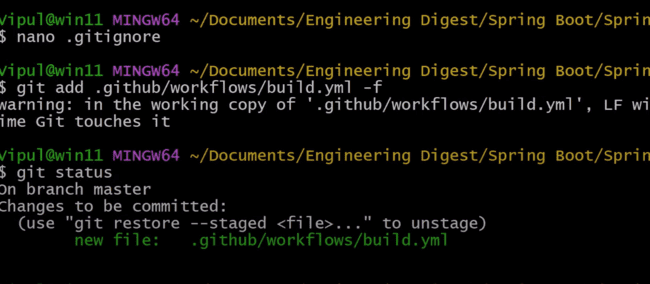 Vipul@win11 MINGW64 ~/Documents/Engineering Digest/Spring Boot/Sprin
$ nano .gitignore
Vipul@win11 MINGW64 ~/Documents/Engineering Digest/Spring Boot/Sprin
$ git add .github/workflows/build.yml -f
warning: in the working copy of '.github/workflows/build.yml', LF wi
ime Git touches it
Vipul@win11 MINGW64 ~/Documents/Engineering Digest/Spring Boot/Sprin
$ git status
On branch master
Changes to be committed:
(use "git restore --staged <file>..." to unstage)
new file: .github/workflows/build.yml